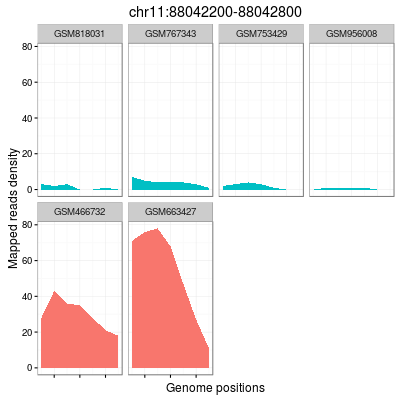 chr11:88042200-88042800
GSM818031 GSM767343 GSM753429 GSM956008
80
60
40
20
0
Mapped reads density
GSM466732 GSM663427
80
60
40
20
0
Genome positions